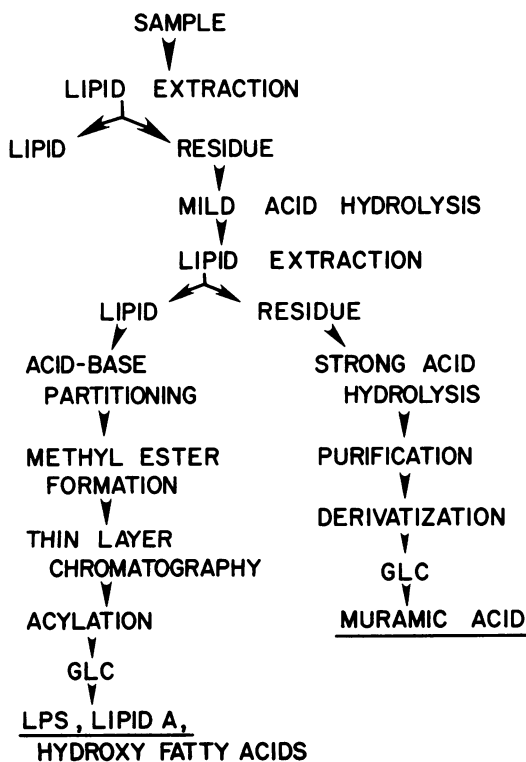 SAMPLE
LIPID EXTRACTION
LIPID RESIDUE
MILD ACID HYDROLYSIS
LIPID EXTRACTION
LIPID RESIDUE
ACID-BASE
PARTITIONING
METHYL ESTER
FORMATION
THIN LAYER
CHROMATOGRAPHY
ACYLATION
GLC
LPS, LIPID A,
HYDROXY FATTY ACIDS
STRONG ACID
HYDROLYSIS
PURIFICATION
DERIVATIZATION
GLC
MURAMIC ACID